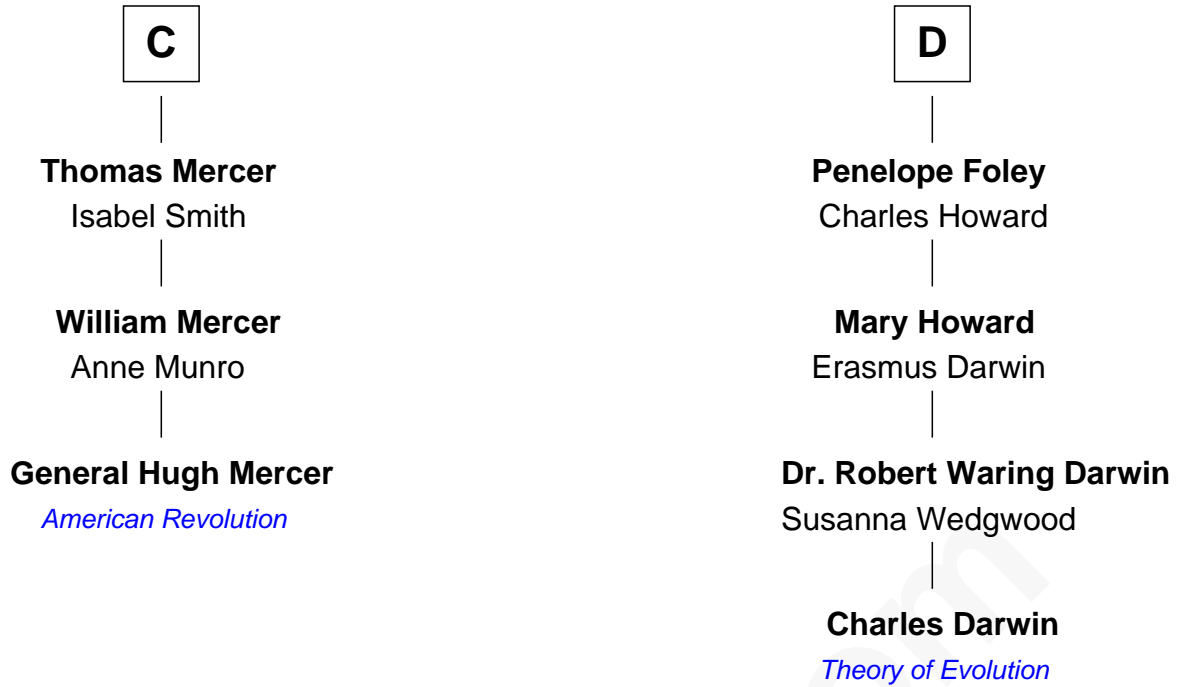 C
Thomas Mercer
Isabel Smith
William Mercer
Anne Munro
General Hugh Mercer
American Revolution
D
Penelope Foley
Charles Howard
Mary Howard
Erasmus Darwin
Dr. Robert Waring Darwin
Susanna Wedgwood
Charles Darwin
Theory of Evolution